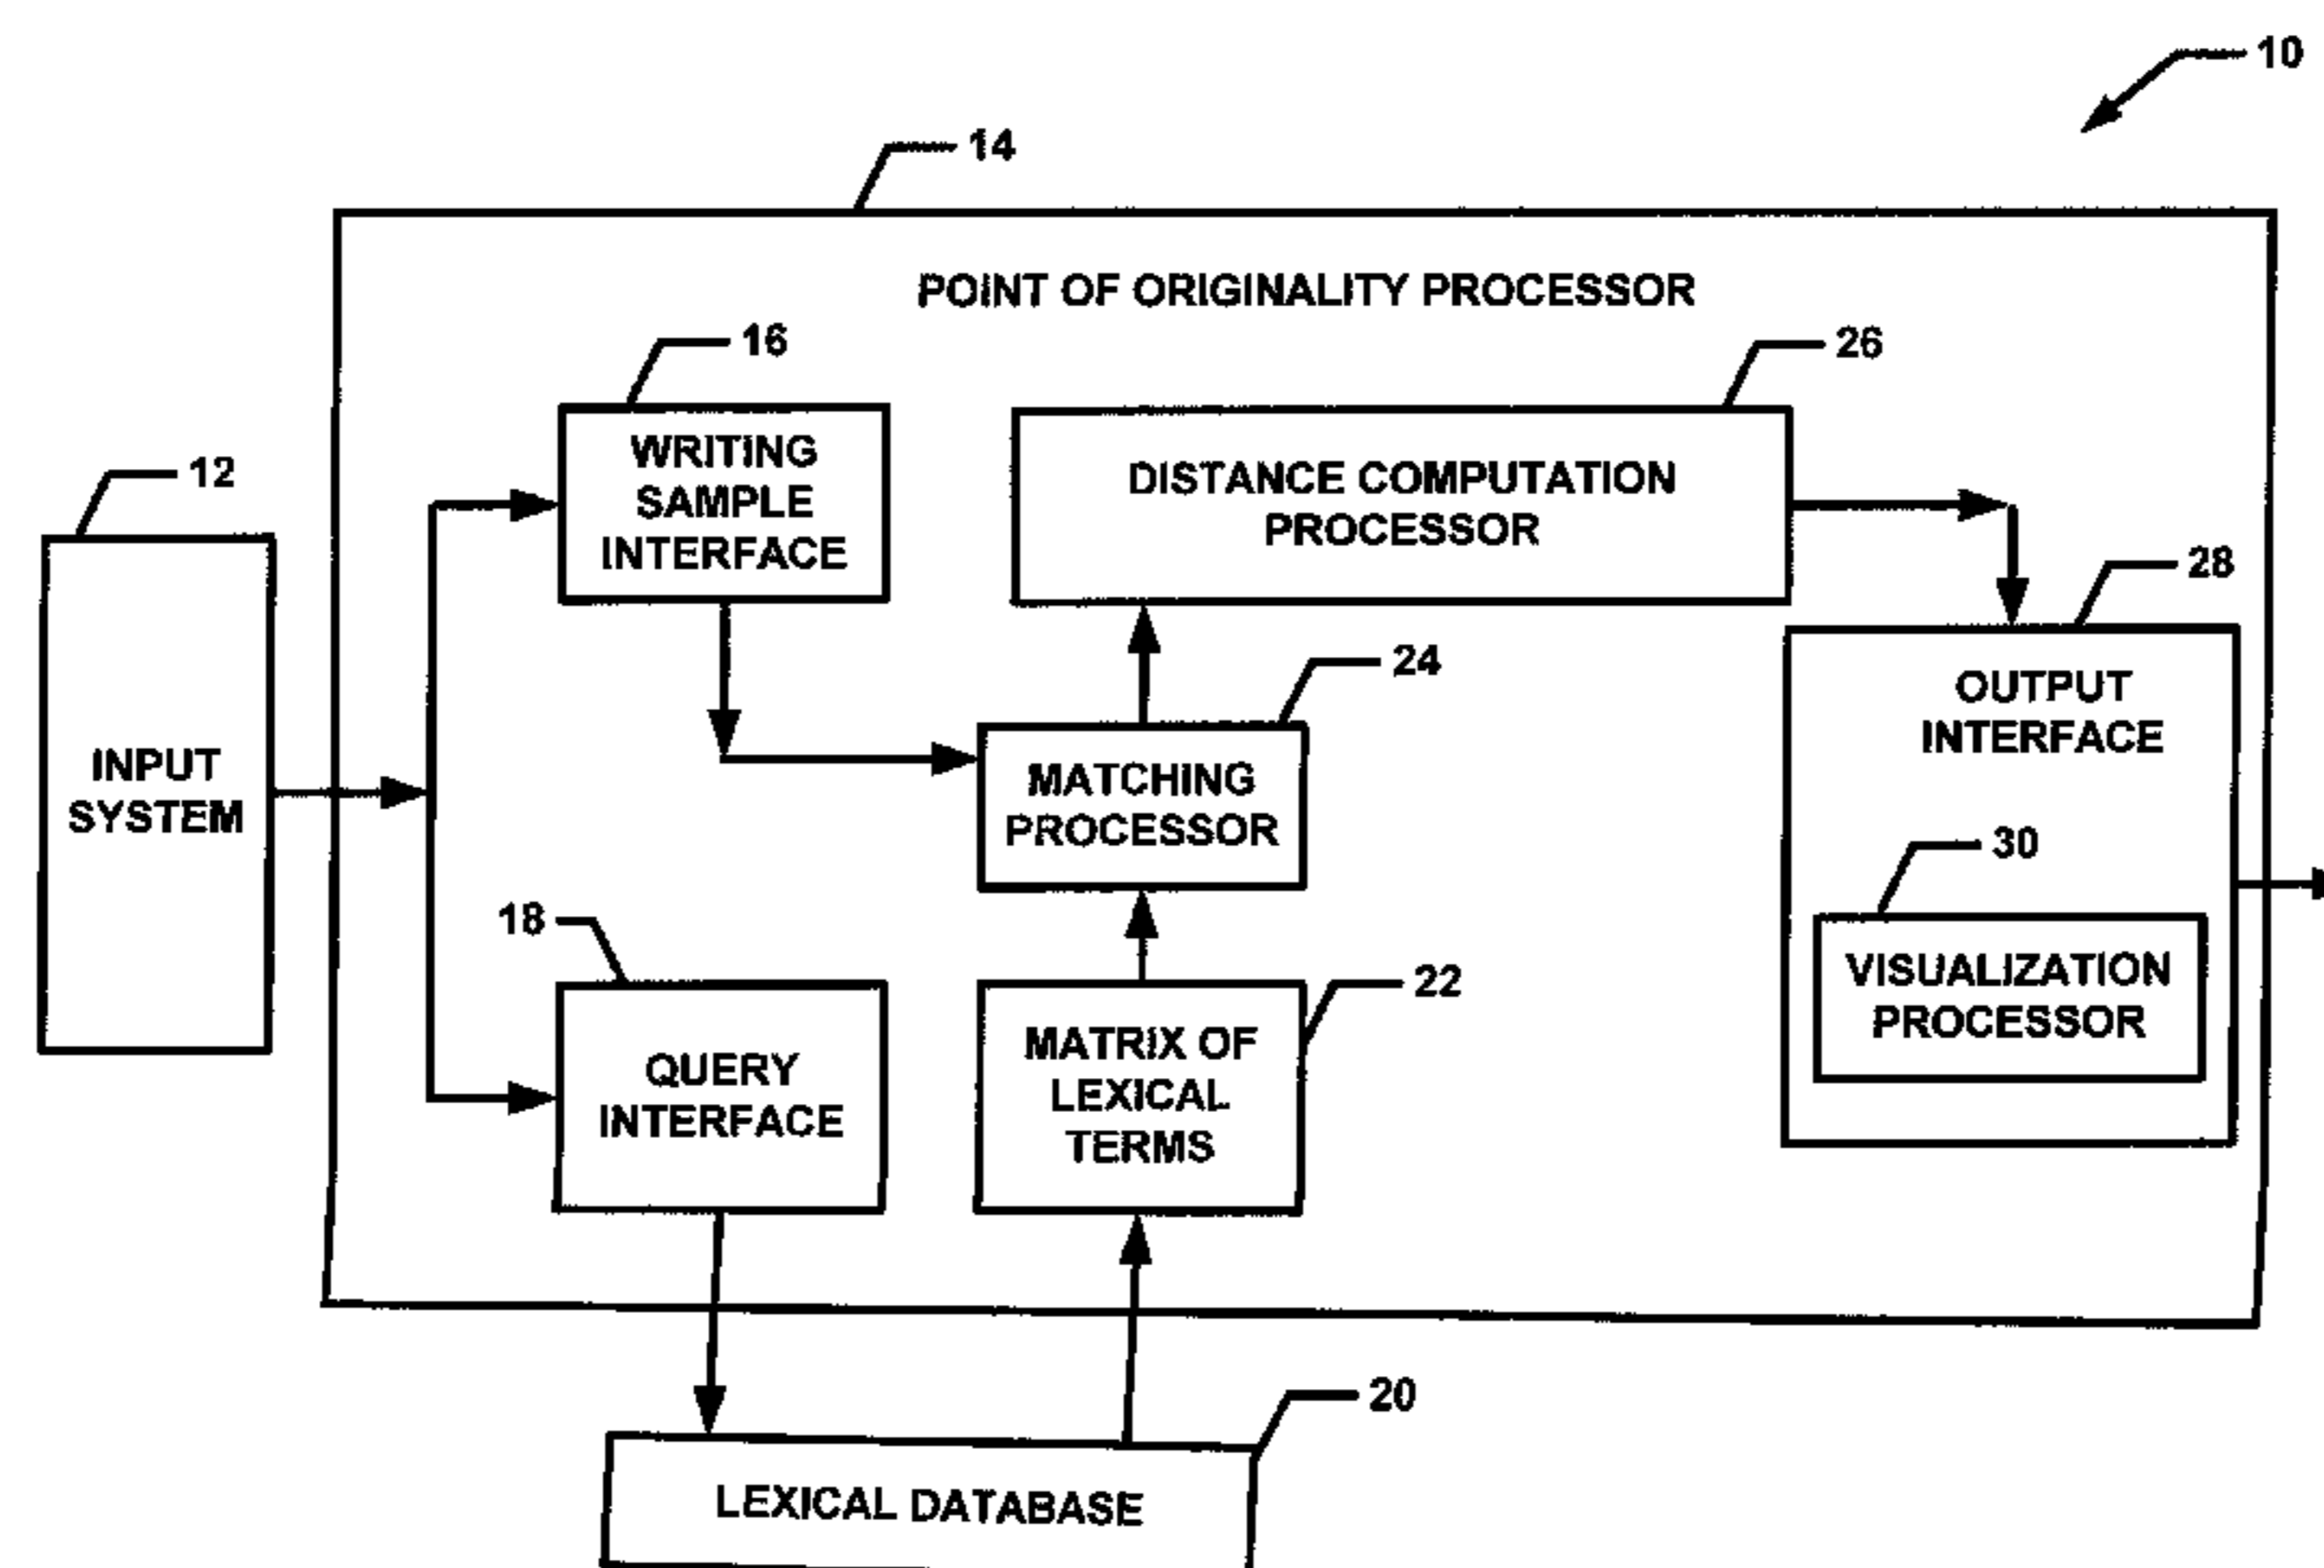 10
14
POINT OF ORIGINALITY PROCESSOR
16
26
WRITING
SAMPLE
INTERFACE
DISTANCE COMPUTATION
PROCESSOR
12
28
INPUT
SYSTEM
24
OUTPUT
INTERFACE
MATCHING
PROCESSOR
30
VISUALIZATION
PROCESSOR
18
22
QUERY
INTERFACE
MATRIX OF
LEXICAL
TERMS
20
LEXICAL DATABASE